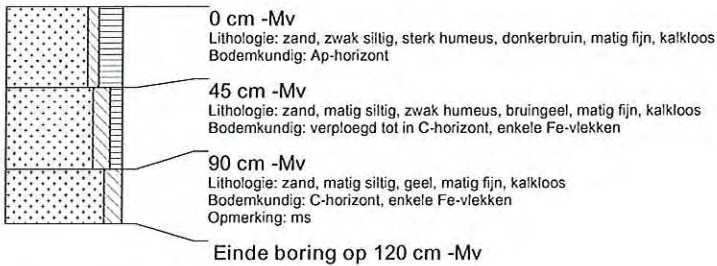 0 cm -Mv
Lithologie: zand, zwak siltig, sterk humeus, donkerbruin, matig fijn, kalkloos
Bodemkundig: Ap-horizont
45 cm -Mv
Lithologie: zand, matig siltig, zwak humeus, bruingeel, matig fijn, kalkloos
Bodemkundig: verploegd tot in C-horizont, enkele Fe-vlekken
90 cm -Mv
Lithologie: zand, matig siltig, geel, matig fijn, kalkloos
Bodemkundig: C-horizont, enkele Fe-vlekken
Opmerking: ms
Einde boring op 120 cm -Mv